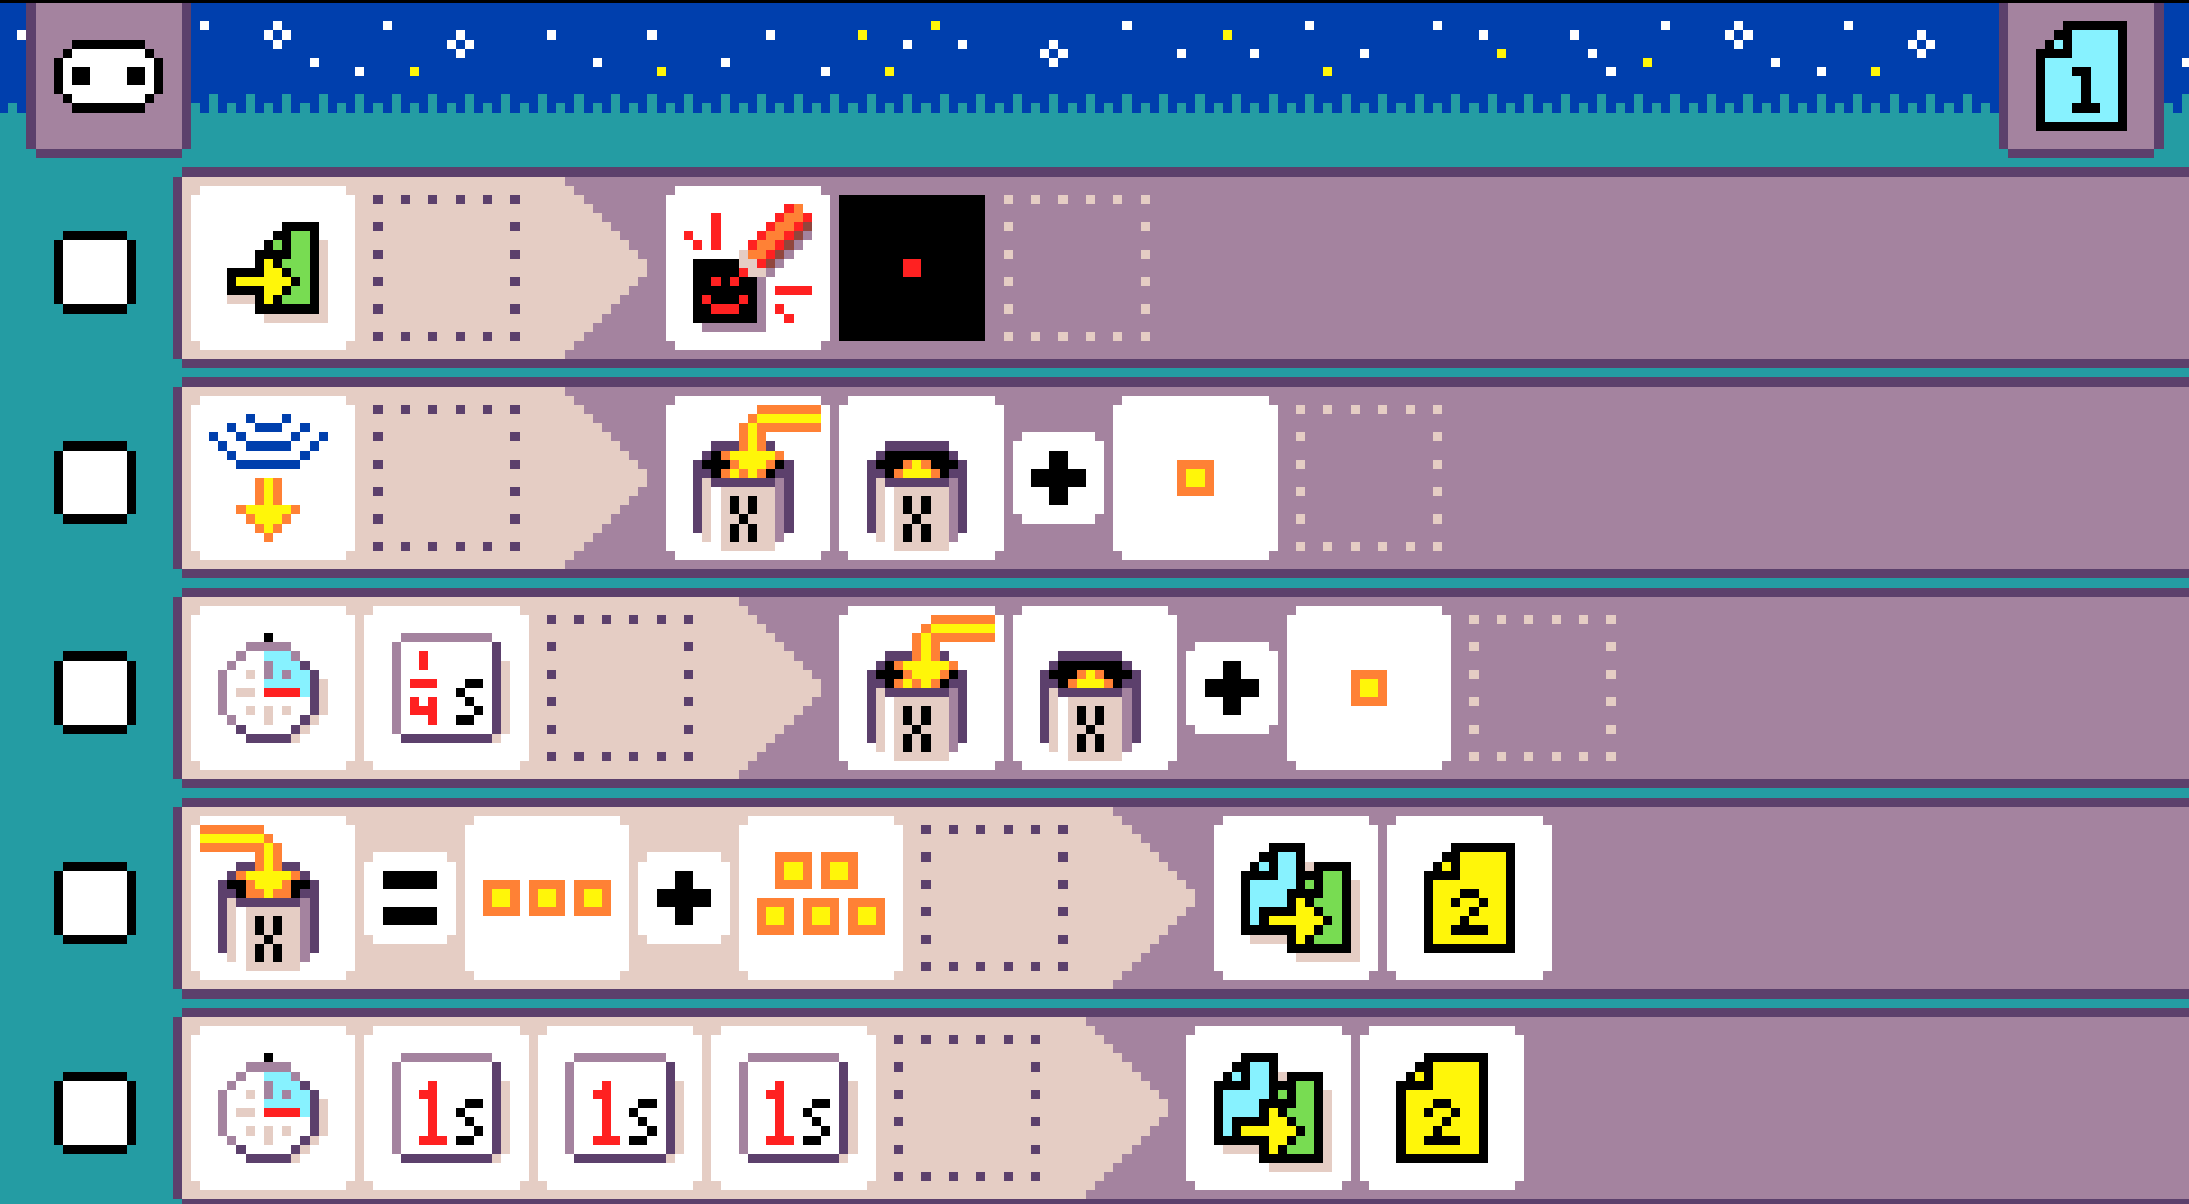 1
X X +
1/4 s X X +
X = + 2
1s 1s 1s 2